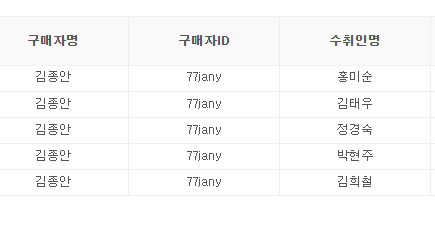 구매자명 구매자ID 수취인명
김종안 77jany 홍미순
김종안 77jany 김태우
김종안 77jany 정경숙
김종안 77jany 박현주
김종안 77jany 김희철